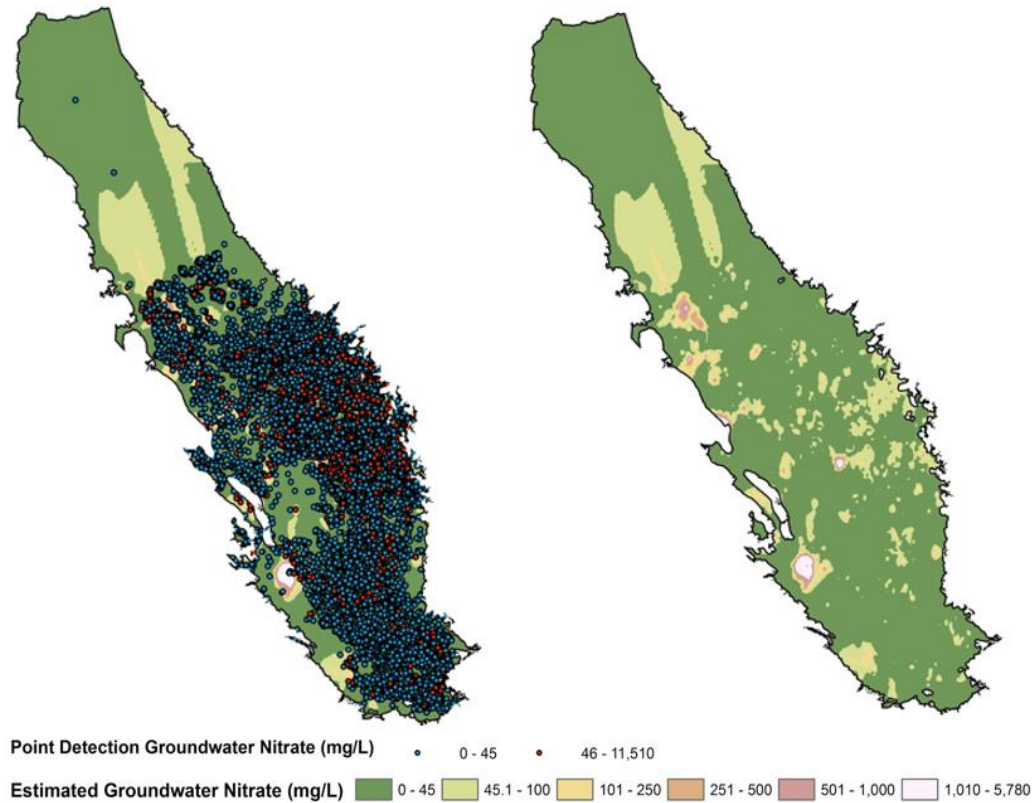 Point Detection Groundwater Nitrate (mg/L) 0 - 45 46 - 11,510
Estimated Groundwater Nitrate (mg/L) 0 - 45 45.1 - 100 101 - 250 251 - 500 501 - 1,000 1,010 - 5,780